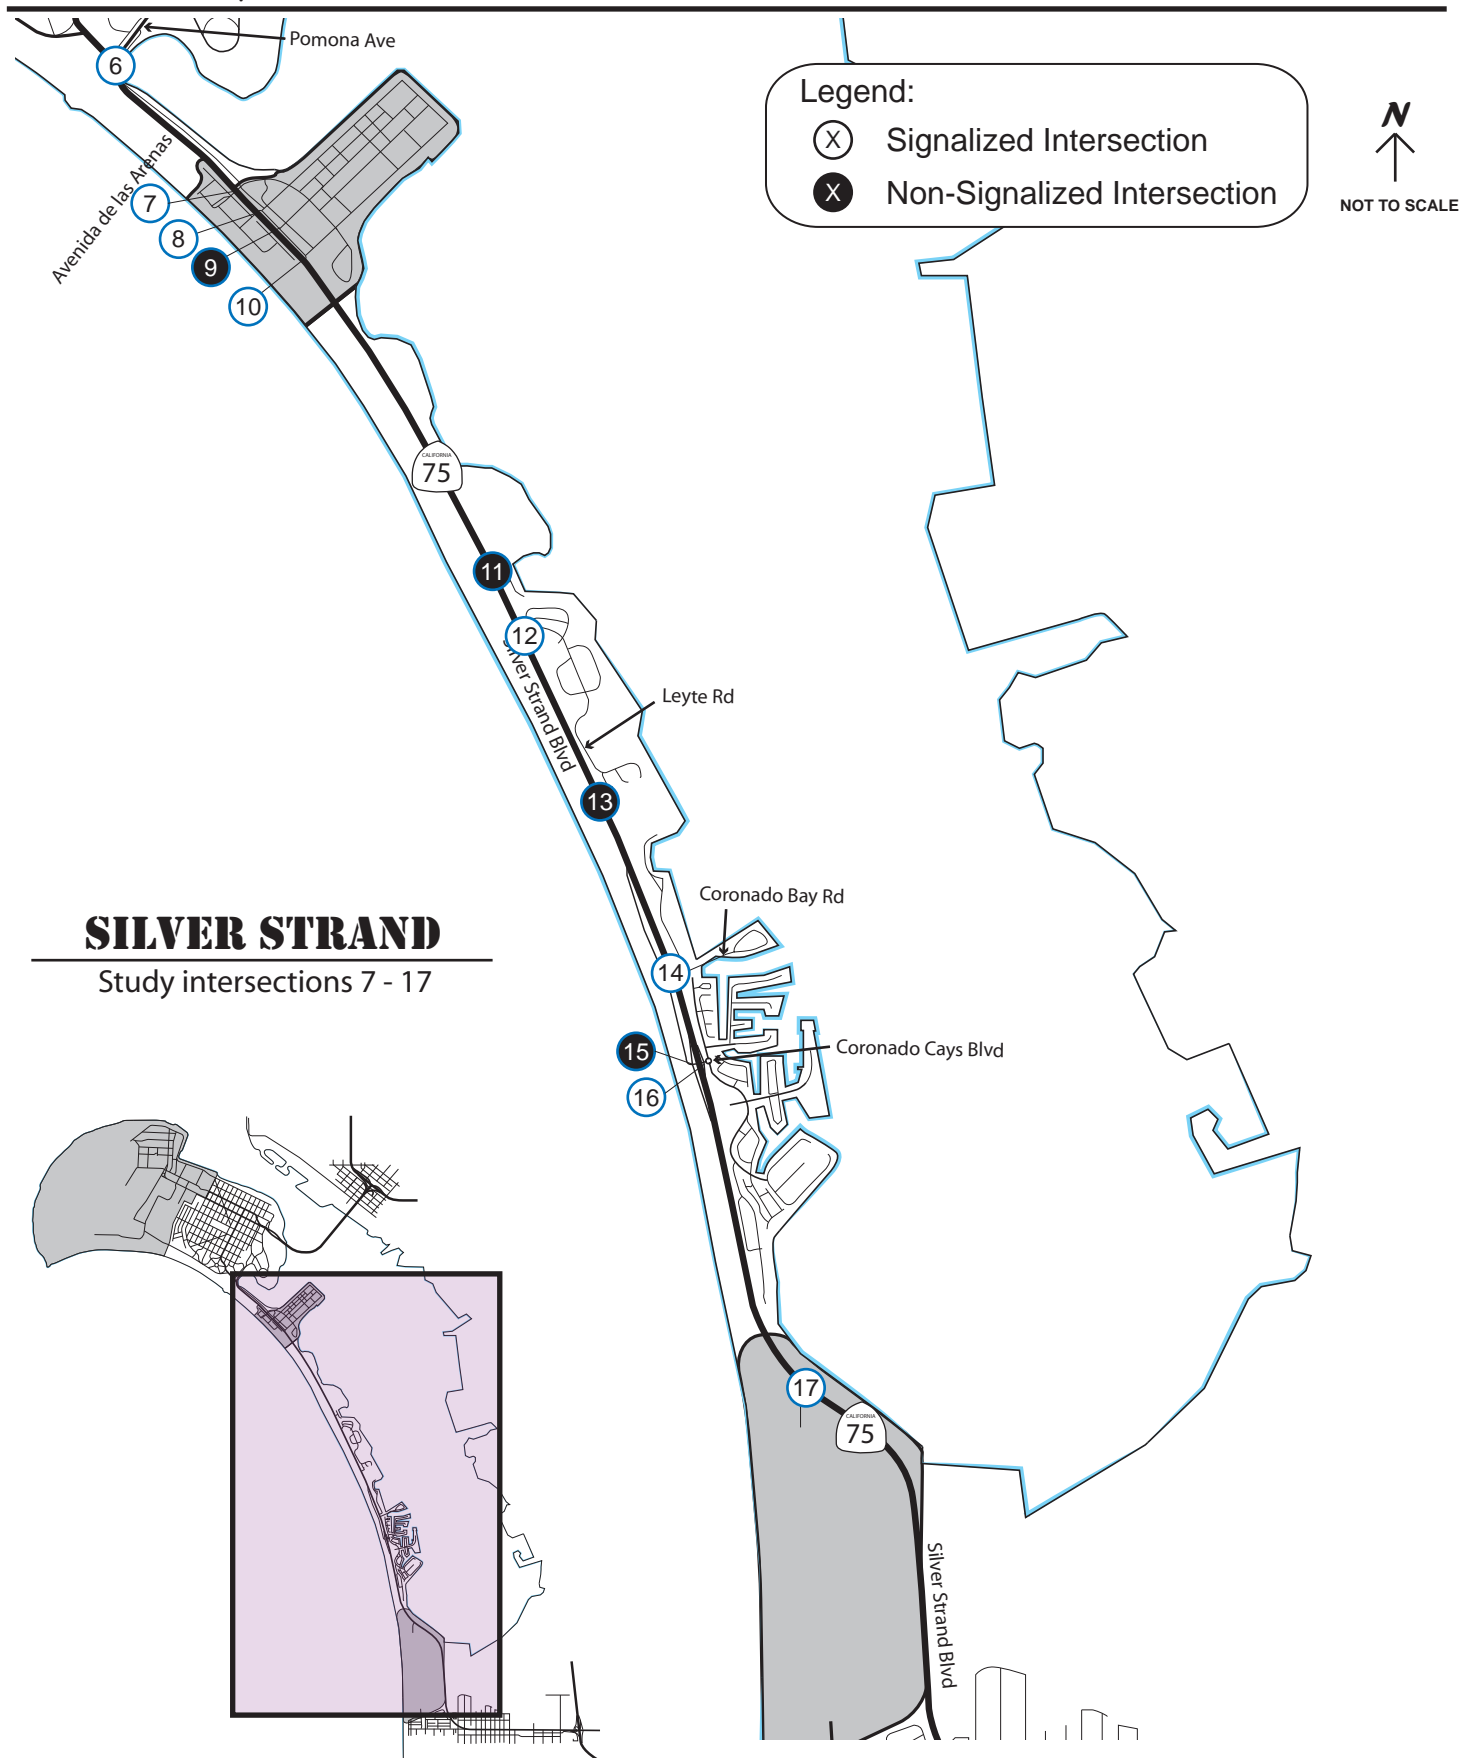 Pomona Ave
6
Legend:
X Signalized Intersection
X Non-Signalized Intersection
N
NOT TO SCALE
Avenida de las Arenas
7
8
9
10
CALIFORNIA
75
11
12
Silver Strand Blvd
Leyte Rd
13
Coronado Bay Rd
SILVER STRAND
Study intersections 7 - 17
14
15
Coronado Cays Blvd
16
17
CALIFORNIA
75
Silver Strand Blvd